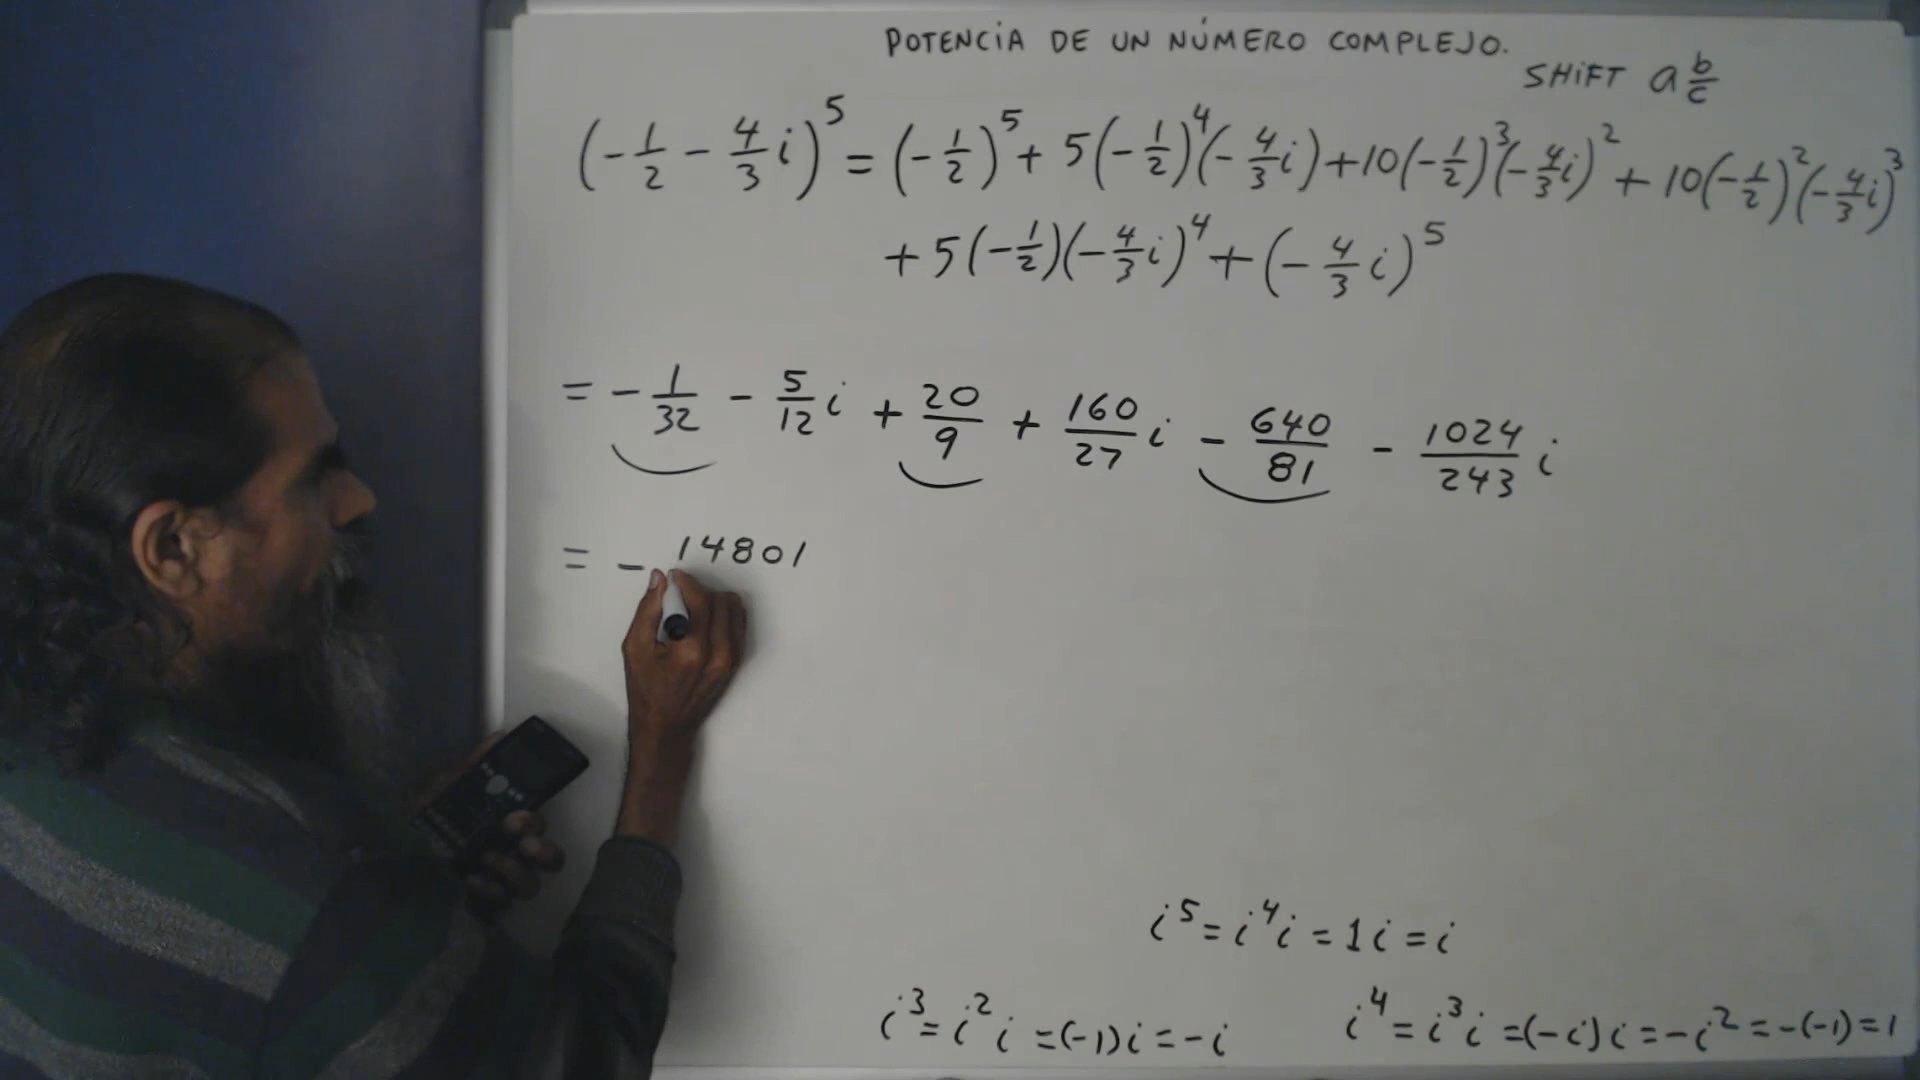 POTENCIA DE UN NÚMERO COMPLEJO.
SHIFT a b/c
(-1/2 - 4/3 i)^5 = (-1/2)^5 + 5(-1/2)^4(-4/3 i) + 10(-1/2)^3(-4/3 i)^2 + 10(-1/2)^2(-4/3 i)^3
+ 5(-1/2)(-4/3 i)^4 + (-4/3 i)^5
= -1/32 - 5/12 i + 20/9 + 160/27 i - 640/81 - 1024/243 i
= - 14801
i^5 = i^4 i = 1i = i
i^3 = i^2 i = (-1)i = -i
i^4 = i^3 i = (-i)i = -i^2 = -(-1) = 1